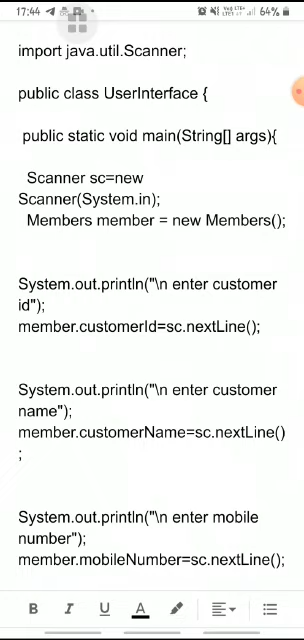 17:44
64%
import java.util.Scanner;
public class UserInterface {
public static void main(String[] args){
Scanner sc=new
Scanner(System.in);
Members member = new Members();
System.out.println("\n enter customer
id");
member.customerId=sc.nextLine();
System.out.println("\n enter customer
name");
member.customerName=sc.nextLine()
;
System.out.println("\n enter mobile
number");
member.mobileNumber=sc.nextLine();
B I U A